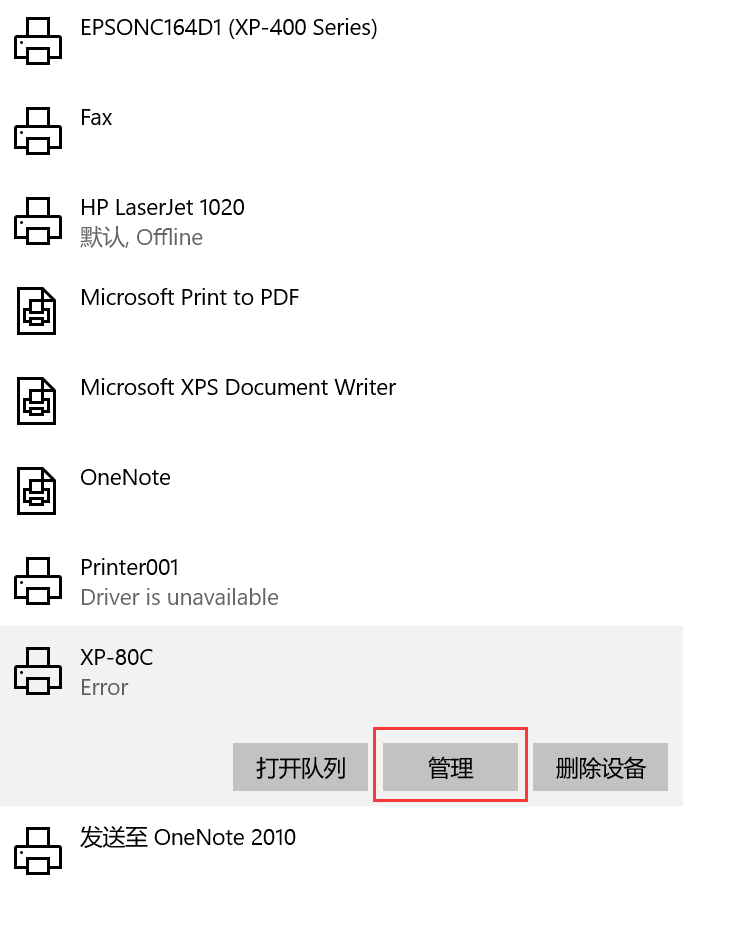 EPSONC164D1 (XP-400 Series)
Fax
HP LaserJet 1020
默认, Offline
Microsoft Print to PDF
Microsoft XPS Document Writer
OneNote
Printer001
Driver is unavailable
XP-80C
Error
打开队列 管理 删除设备
发送至 OneNote 2010